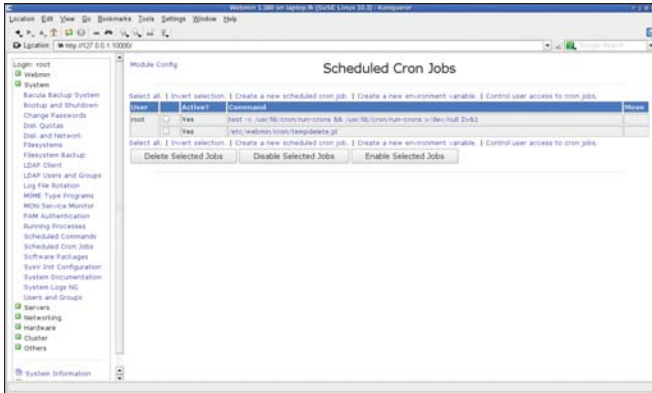 Webmin 1.380 on laptop.lk (SuSE Linux 10.3) - Konqueror
Location Edit View Go Bookmarks Tools Settings Window Help
Location: http://127.0.0.1:10000/
Login: root
Webmin
System
Bacula Backup System
Bootup and Shutdown
Change Passwords
Disk Quotas
Disk and Network
Filesystems
Filesystem Backup
LDAP Client
LDAP Users and Groups
Log File Rotation
MIME Type Programs
MON Service Monitor
PAM Authentication
Running Processes
Scheduled Commands
Scheduled Cron Jobs
Software Packages
SysV Init Configuration
System Documentation
System Logs NG
Users and Groups
Servers
Networking
Hardware
Cluster
Others
System Information
Module Config
Scheduled Cron Jobs
Select all. | Invert selection. | Create a new scheduled cron job. | Create a new environment variable. | Control user access to cron jobs.
User Active? Command Move
root Yes test -x /usr/lib/cron/run-crons && /usr/lib/cron/run-crons >/dev/null 2>&1
Yes /etc/webmin/cron/tempdelete.pl
Select all. | Invert selection. | Create a new scheduled cron job. | Create a new environment variable. | Control user access to cron jobs.
Delete Selected Jobs Disable Selected Jobs Enable Selected Jobs